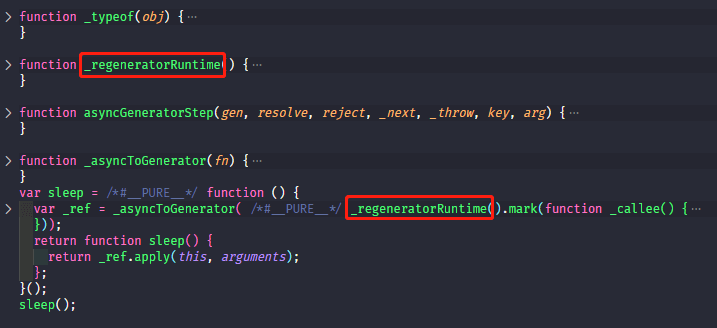 function _typeof(obj) {···
}
function _regeneratorRuntime() {···
}
function asyncGeneratorStep(gen, resolve, reject, _next, _throw, key, arg) {···
}
function _asyncToGenerator(fn) {···
}
var sleep = /*#__PURE__*/ function () {
var _ref = _asyncToGenerator( /*#__PURE__*/ _regeneratorRuntime().mark(function _callee() {···
}));
return function sleep() {
return _ref.apply(this, arguments);
};
}();
sleep();